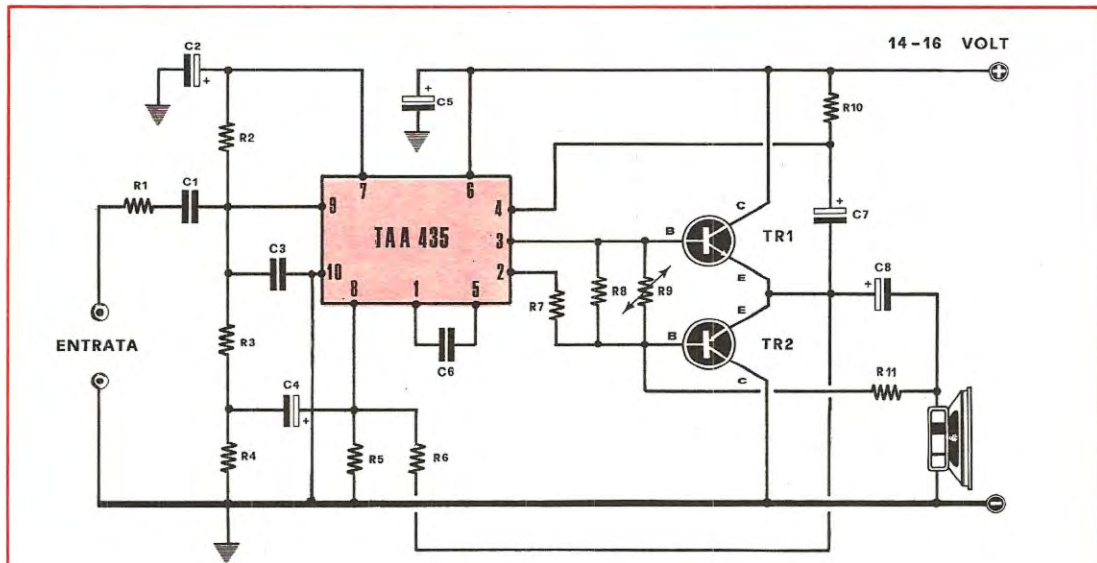 14-16 VOLT
C2
+
+
C5
R10
R2
R1
C1
7
6
9
4
C
+
C7
TAA 435
3
B
TR1
C8
C3
10
2
E
+
8
1
5
R7
R8
R9
E
ENTRATA
R3
C6
B
TR2
C4
C
R11
+
R4
R5
R6